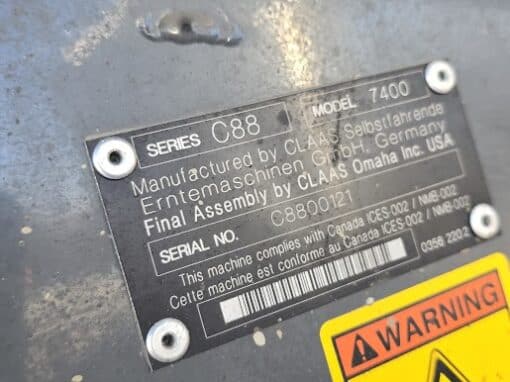 SERIES C88 MODEL 7400
Manufactured by CLAAS Selbstfahrende
Erntemaschinen GmbH, Germany
Final Assembly by CLAAS Omaha Inc. USA
SERIAL NO. C8800121
This machine complies with Canada ICES-002 / NMB-002
Cette machine est conforme au Canada ICES-002 / NMB-002
0356 220.2
WARNING